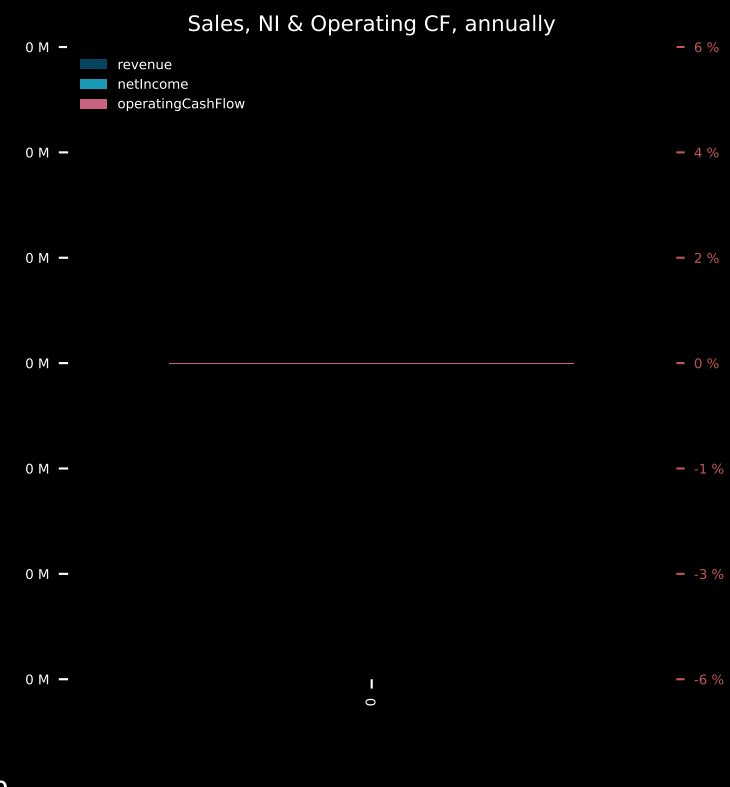 Sales, NI & Operating CF, annually
0 M
6 %
revenue
netIncome
operatingCashFlow
0 M
4 %
0 M
2 %
0 M
0 %
0 M
-1 %
0 M
-3 %
0 M
-6 %
0